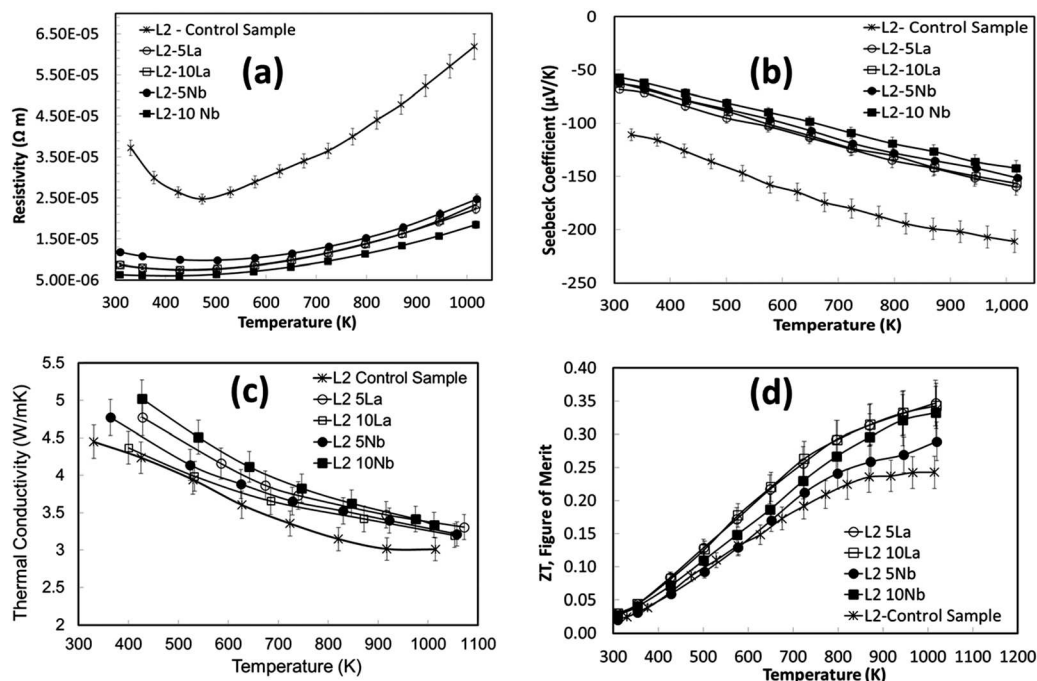 (a)
L2 - Control Sample
L2-5La
L2-10La
L2-5Nb
L2-10 Nb
6.50E-05
5.00E-05
3.50E-05
2.50E-05
1.50E-05
5.00E-06
Resistivity (Ω m)
300 400 500 600 700 800 900 1000
Temperature (K)
(b)
L2- Control Sample
L2-5La
L2-10La
L2-5Nb
L2-10 Nb
0
-50
-100
-150
-200
-250
Seebeck Coefficient (μV/K)
300 400 500 600 700 800 900 1,000
Temperature (K)
(c)
L2 Control Sample
L2 5La
L2 10La
L2 5Nb
L2 10Nb
5.5
5
4.5
4
3.5
3
2.5
2
Thermal Conductivity (W/mK)
300 400 500 600 700 800 900 1000 1100
Temperature (K)
(d)
0.40
0.35
0.30
0.25
0.20
0.15
0.10
0.05
0.00
ZT, Figure of Merit
L2 5La
L2 10La
L2 5Nb
L2 10Nb
L2-Control Sample
300 400 500 600 700 800 900 1000 1100 1200
Temperature (K)